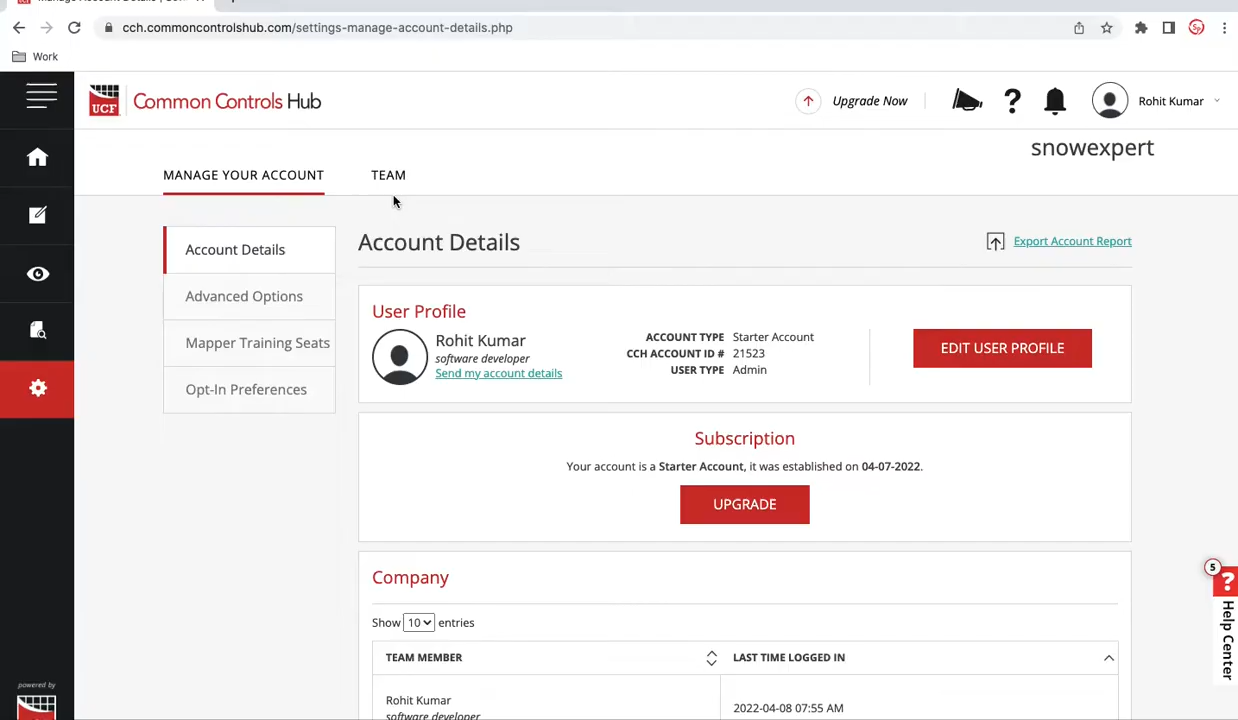 cch.commoncontrolshub.com/settings-manage-account-details.php
Work
UCF
Common Controls Hub
Upgrade Now
Rohit Kumar
snowexpert
MANAGE YOUR ACCOUNT
TEAM
Account Details
Advanced Options
Mapper Training Seats
Opt-In Preferences
Account Details
Export Account Report
User Profile
Rohit Kumar
software developer
Send my account details
ACCOUNT TYPE Starter Account
CCH ACCOUNT ID # 21523
USER TYPE Admin
EDIT USER PROFILE
Subscription
Your account is a Starter Account, it was established on 04-07-2022.
UPGRADE
Company
Show 10 entries
TEAM MEMBER
LAST TIME LOGGED IN
Rohit Kumar
software developer
2022-04-08 07:55 AM
5
?
Help Center
powered by